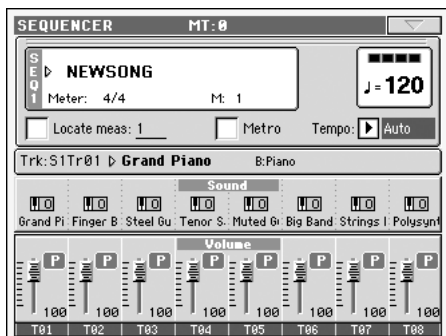 SEQUENCER MT:0
SEQ1
NEWSONG
Meter: 4/4 M: 1
♩=120
Locate meas: 1 Metro Tempo: Auto
Trk:S1Tr01 Grand Piano B:Piano
Sound
Grand Pi Finger B Steel Gu Tenor S. Muted G Big Band Strings Polysynt
Volume
P P P P P P P P
100 100 100 100 100 100 100 100
T01 T02 T03 T04 T05 T06 T07 T08